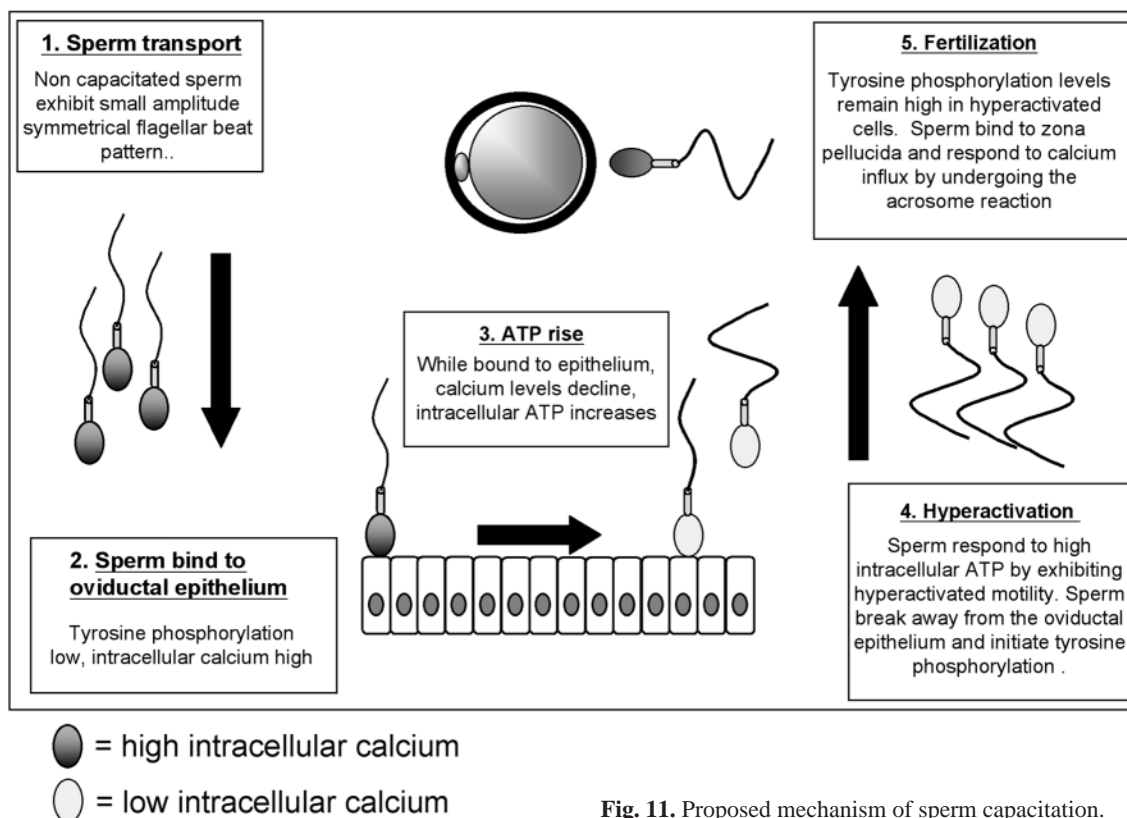 1. Sperm transport
Non capacitated sperm
exhibit small amplitude
symmetrical flagellar beat
pattern..
2. Sperm bind to
oviductal epithelium
Tyrosine phosphorylation
low, intracellular calcium high
3. ATP rise
While bound to epithelium,
calcium levels decline,
intracellular ATP increases
4. Hyperactivation
Sperm respond to high
intracellular ATP by exhibiting
hyperactivated motility. Sperm
break away from the oviductal
epithelium and initiate tyrosine
phosphorylation .
5. Fertilization
Tyrosine phosphorylation levels
remain high in hyperactivated
cells. Sperm bind to zona
pellucida and respond to calcium
influx by undergoing the
acrosome reaction
= high intracellular calcium
= low intracellular calcium
Fig. 11. Proposed mechanism of sperm capacitation.